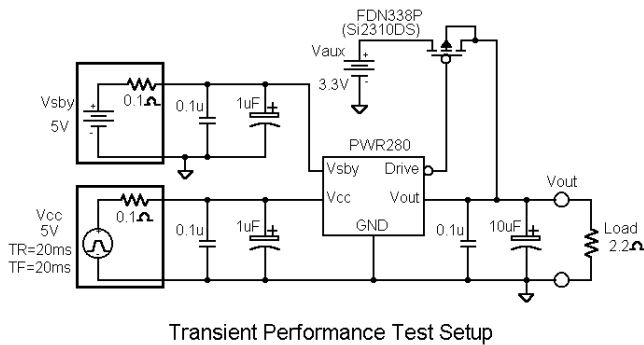 FDN338P
(Si2310DS)
Vaux
+
-
3.3V
Vsby
5V
+
-
0.1Ω
0.1u
1uF
+
PWR280
Vsby
Drive
Vcc
Vout
GND
Vcc
5V
TR=20ms
TF=20ms
+
-
0.1Ω
0.1u
1uF
+
0.1u
10uF
+
Vout
Load
2.2Ω
Transient Performance Test Setup